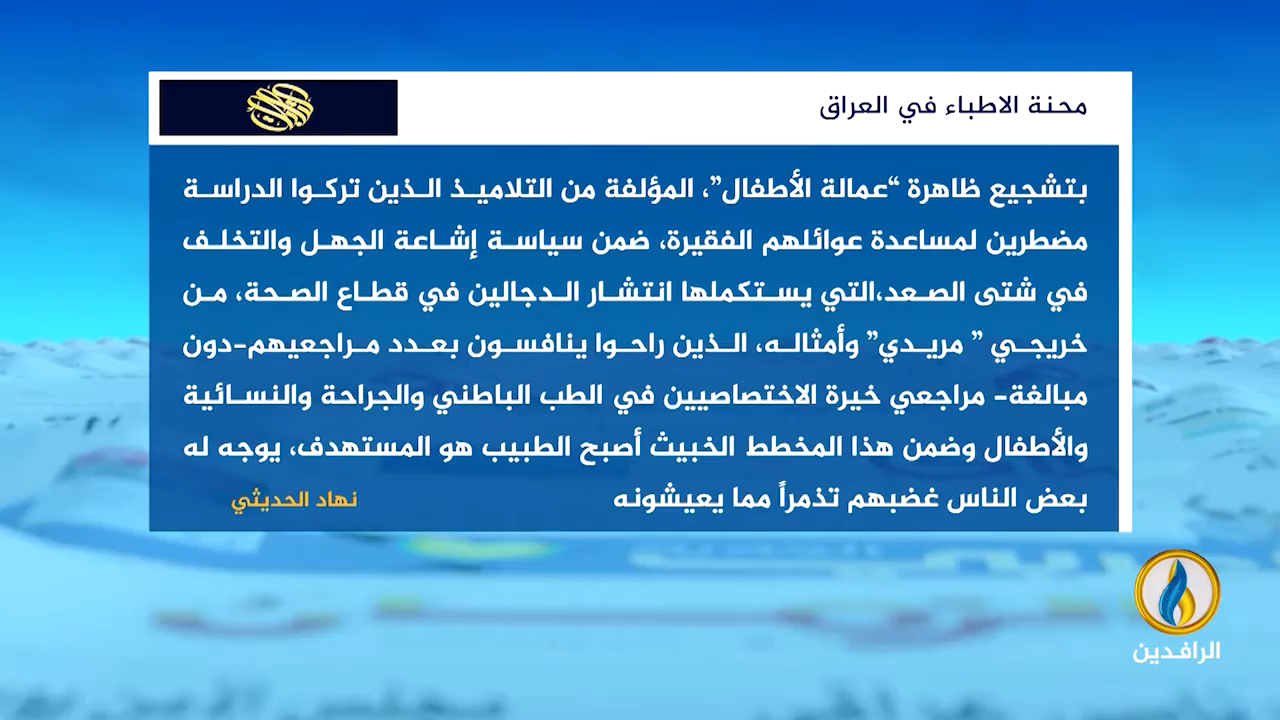 محنة الاطباء في العراق
بتشجيع ظاهرة “عمالة الأطفال”، المؤلفة من التلاميذ الذين تركوا الدراسة
مضطرين لمساعدة عوائلهم الفقيرة، ضمن سياسة إشاعة الجهل والتخلف
في شتى الصعد،التي يستكملها انتشار الدجالين في قطاع الصحة، من
خريجي ” مريدي” وأمثاله، الذين راحوا ينافسون بعدد مراجعيهم-دون
مبالغة- مراجعي خيرة الاختصاصيين في الطب الباطني والجراحة والنسائية
والأطفال وضمن هذا المخطط الخبيث أصبح الطبيب هو المستهدف، يوجه له
بعض الناس غضبهم تذمراً مما يعيشونه
نهاد الحديثي
الرافدين